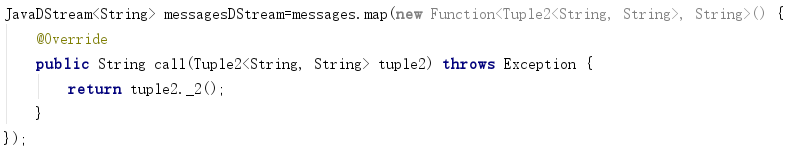 JavaDStream<String> messagesDStream=messages.map(new Function<Tuple2<String, String>, String>() {
    @Override
    public String call(Tuple2<String, String> tuple2) throws Exception {
        return tuple2._2();
    }
});